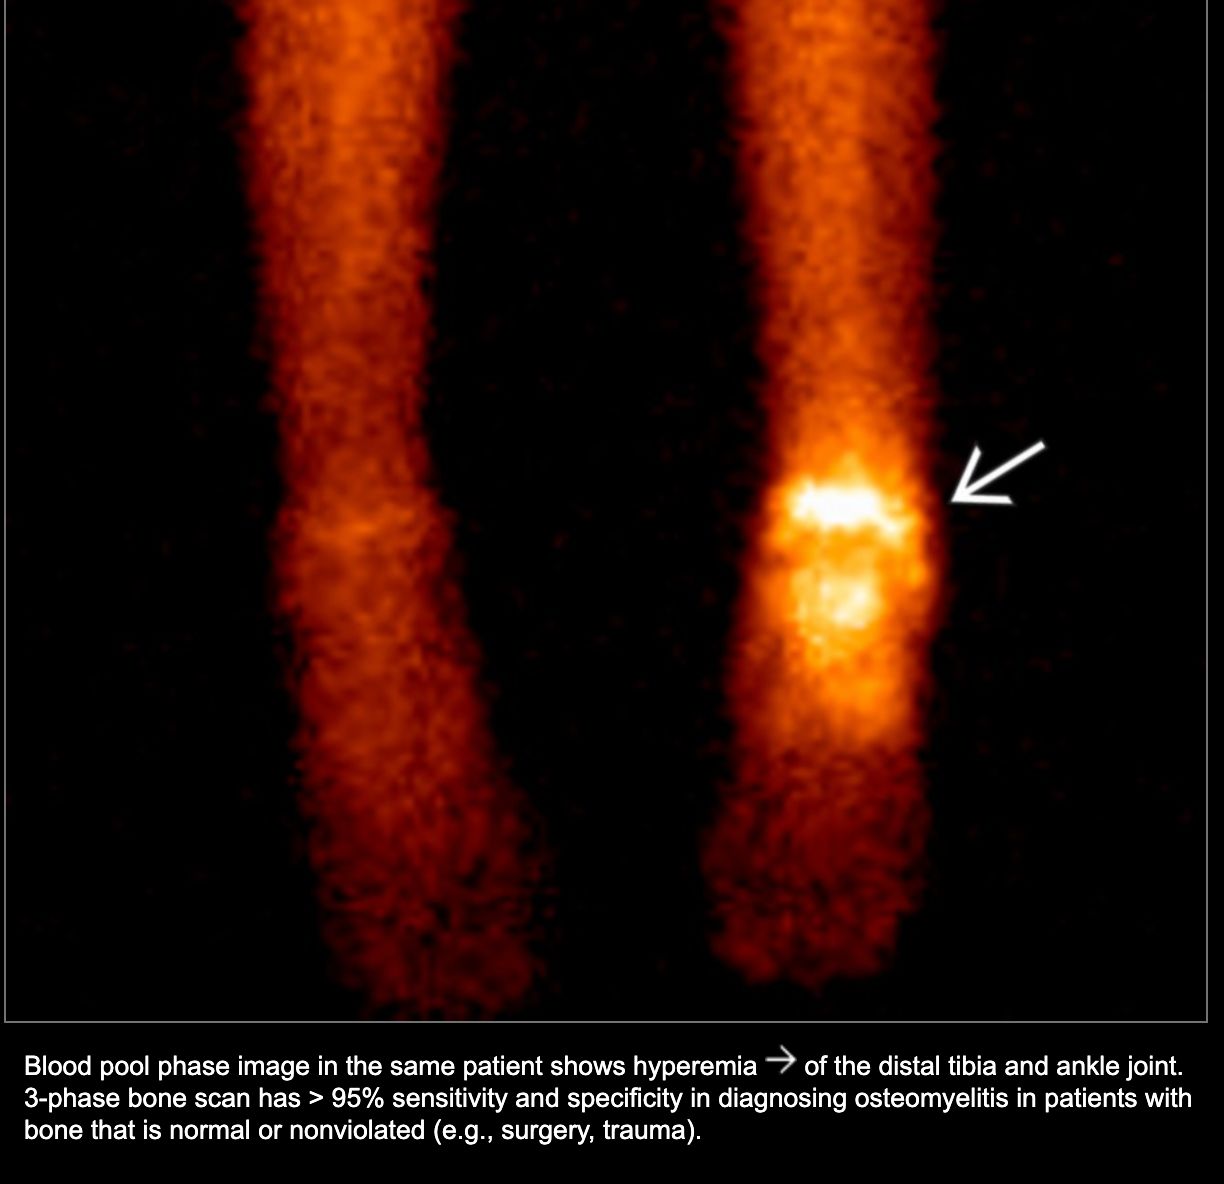 Blood pool phase image in the same patient shows hyperemia → of the distal tibia and ankle joint.
3-phase bone scan has > 95% sensitivity and specificity in diagnosing osteomyelitis in patients with
bone that is normal or nonviolated (e.g., surgery, trauma).